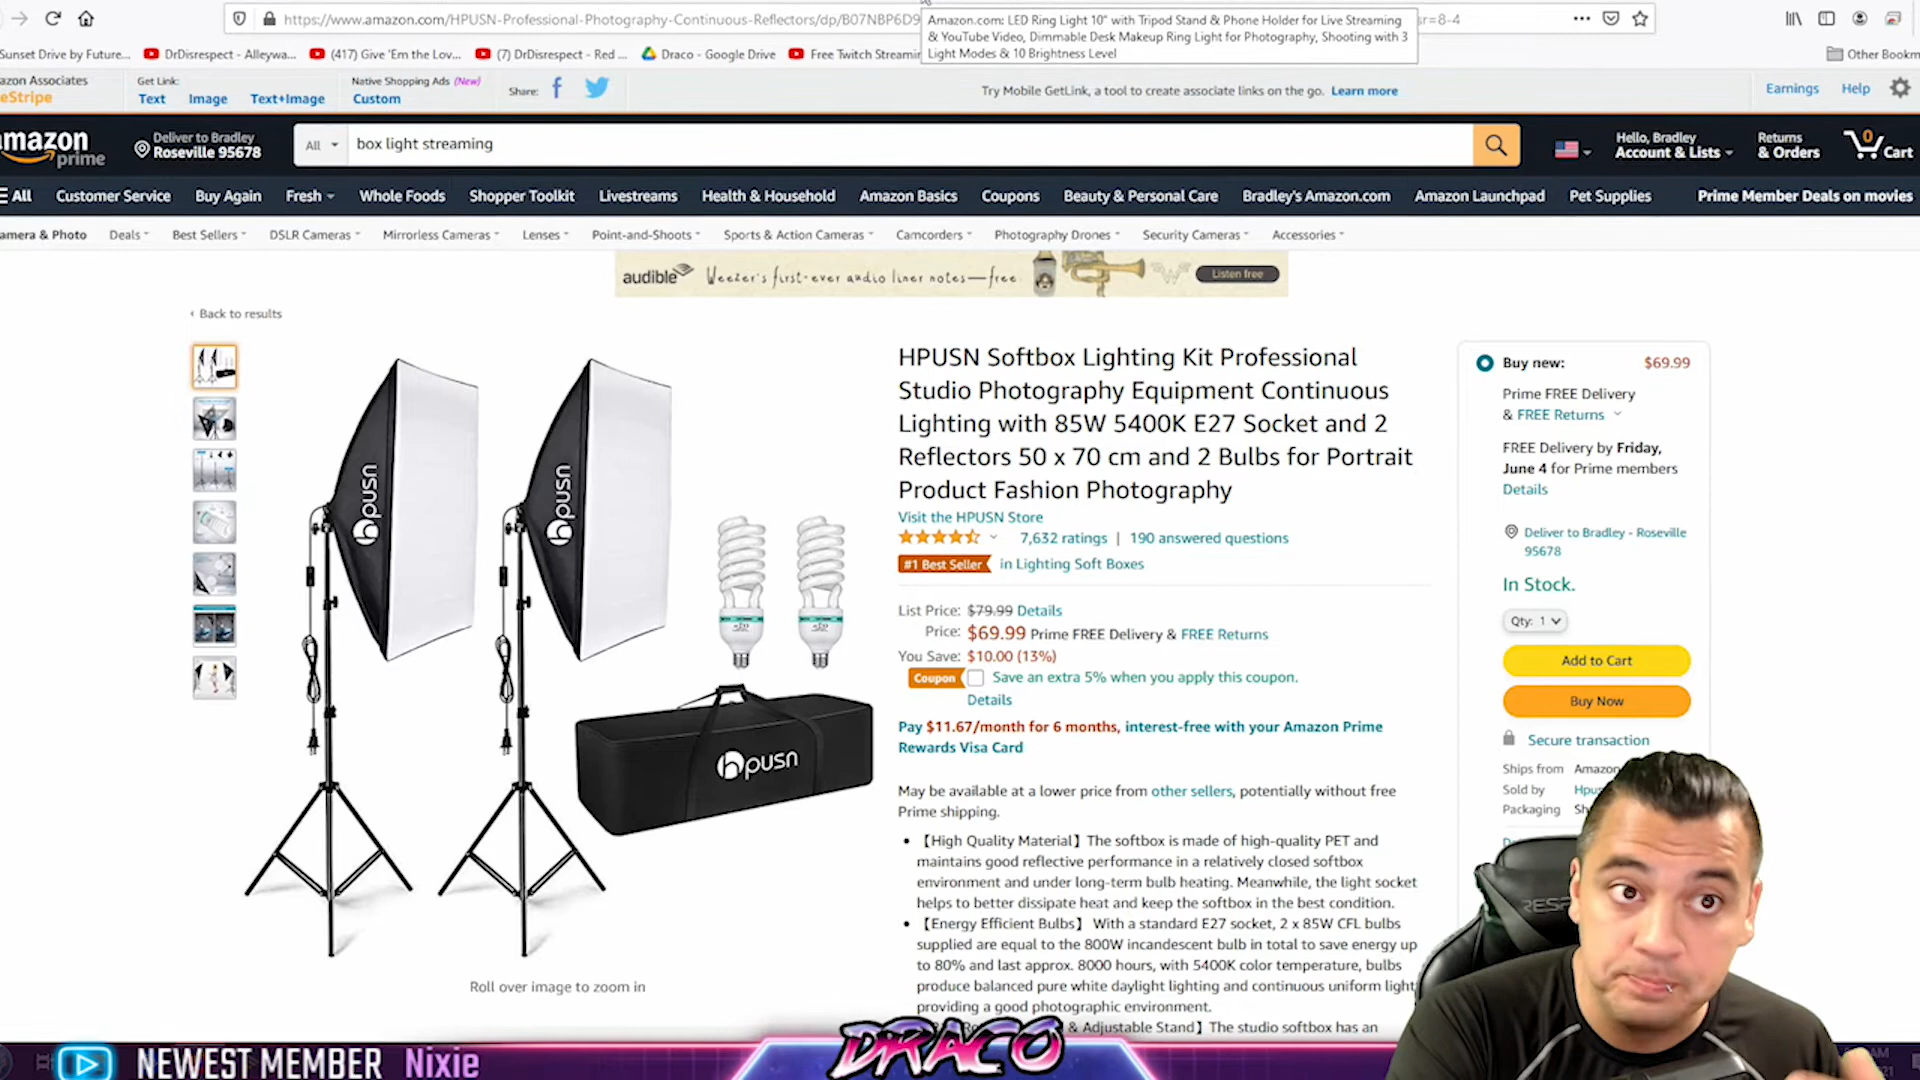 https://www.amazon.com/HPUSN-Professional-Photography-Continuous-Reflectors/dp/B07NBP6D9
sr=8-4
Amazon.com: LED Ring Light 10" with Tripod Stand & Phone Holder for Live Streaming
& YouTube Video, Dimmable Desk Makeup Ring Light for Photography, Shooting with 3
Light Modes & 10 Brightness Level
Sunset Drive by Future...
DrDisrespect - Alleywa...
(417) Give 'Em the Lov...
(7) DrDisrespect - Red ...
Draco - Google Drive
Free Twitch Streamin
Other Bookm
zon Associates
eStripe
Get Link:
Text Image Text+Image
Native Shopping Ads (New)
Custom
Share:
Try Mobile GetLink, a tool to create associate links on the go. Learn more
Earnings Help
amazon
prime
Deliver to Bradley
Roseville 95678
All
box light streaming
Hello, Bradley
Account & Lists
Returns
& Orders
0
Cart
All Customer Service Buy Again Fresh Whole Foods Shopper Toolkit Livestreams Health & Household Amazon Basics Coupons Beauty & Personal Care Bradley's Amazon.com Amazon Launchpad Pet Supplies Prime Member Deals on movies
amera & Photo Deals Best Sellers DSLR Cameras Mirrorless Cameras Lenses Point-and-Shoots Sports & Action Cameras Camcorders Photography Drones Security Cameras Accessories
audible Weezer's first-ever audio liner notes—free Listen free
‹ Back to results
HPUSN Softbox Lighting Kit Professional
Studio Photography Equipment Continuous
Lighting with 85W 5400K E27 Socket and 2
Reflectors 50 x 70 cm and 2 Bulbs for Portrait
Product Fashion Photography
Visit the HPUSN Store
7,632 ratings | 190 answered questions
#1 Best Seller in Lighting Soft Boxes
List Price: $79.99 Details
Price: $69.99 Prime FREE Delivery & FREE Returns
You Save: $10.00 (13%)
Coupon Save an extra 5% when you apply this coupon.
Details
Pay $11.67/month for 6 months, interest-free with your Amazon Prime
Rewards Visa Card
May be available at a lower price from other sellers, potentially without free
Prime shipping.
• 【High Quality Material】The softbox is made of high-quality PET and
maintains good reflective performance in a relatively closed softbox
environment and under long-term bulb heating. Meanwhile, the light socket
helps to better dissipate heat and keep the softbox in the best condition.
• 【Energy Efficient Bulbs】 With a standard E27 socket, 2 x 85W CFL bulbs
supplied are equal to the 800W incandescent bulb in total to save energy up
to 80% and last approx. 8000 hours, with 5400K color temperature, bulbs
produce balanced pure white daylight lighting and continuous uniform light
providing a good photographic environment.
& Adjustable Stand】The studio softbox has an
hpusn
hpusn
hpusn
Roll over image to zoom in
Buy new: $69.99
Prime FREE Delivery
& FREE Returns
FREE Delivery by Friday,
June 4 for Prime members
Details
Deliver to Bradley - Roseville
95678
In Stock.
Qty: 1
Add to Cart
Buy Now
Secure transaction
Ships from Amazon
Sold by Hpus
Packaging Sh
RESP
DRACO
NEWEST MEMBER Nixie